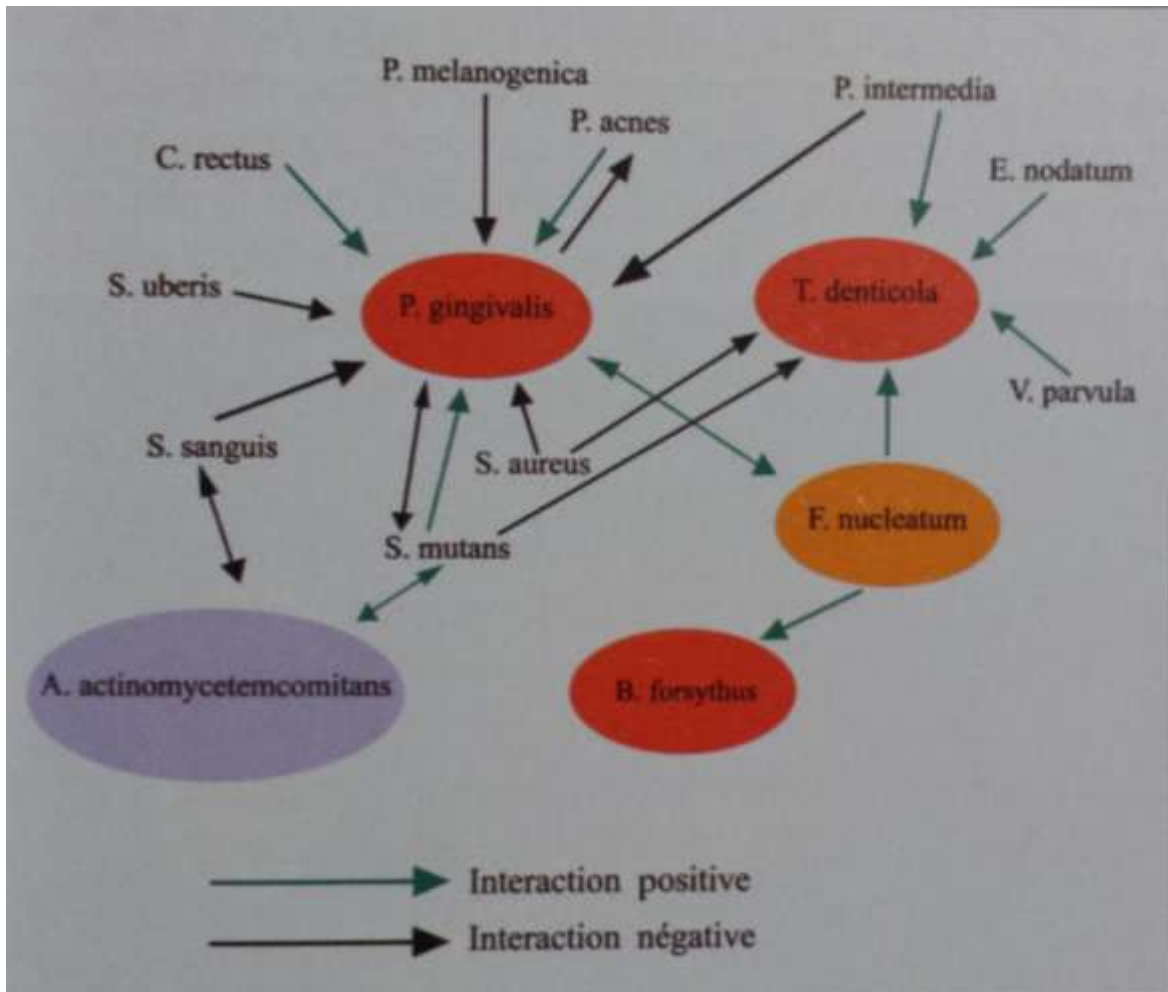 P. melanogenica
P. intermedia
P. acnes
C. rectus
E. nodatum
S. uberis
P. gingivalis
T. denticola
V. parvula
S. sanguis
S. aureus
F. nucleatum
S. mutans
A. actinomycetemcomitans
B. forsythus
Interaction positive
Interaction négative